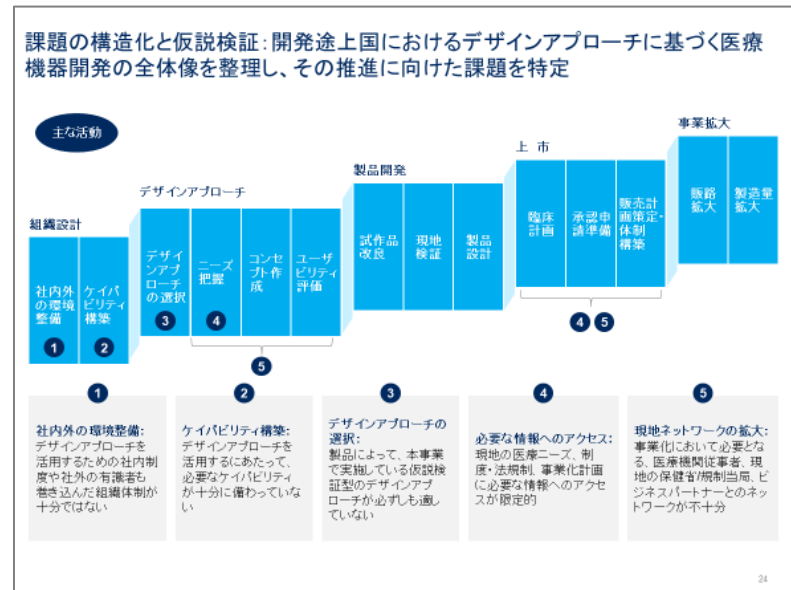 課題の構造化と仮説検証：開発途上国におけるデザインアプローチに基づく医療
機器開発の全体像を整理し、その推進に向けた課題を特定
主な活動
組織設計
社内外
の環境
整備
1
ケイパ
ビリティ
構築
2
デザインアプローチ
デザイ
ンアプ
ローチ
の選択
3
ニーズ
把握
4
コンセ
プト作
成
ユーザ
ビリティ
評価
5
製品開発
試作品
改良
現地
検証
製品
設計
上 市
臨床
計画
承認申
請準備
販売計
画策定・
体制
構築
4 5
事業拡大
販路
拡大
製造量
拡大
1
社内外の環境整備：
デザインアプローチを
活用するための社内制
度や社外の有識者も
巻き込んだ組織体制が
十分ではない
2
ケイパビリティ構築：
デザインアプローチを
活用するにあたって、
必要なケイパビリティ
が十分に備わっていな
い
3
デザインアプローチの
選択：
製品によって、本事業
で実施している仮説検
証型のデザインアプ
ローチが必ずしも適し
ていない
4
必要な情報へのアクセス：
現地の医療ニーズ、制
度・法規制、事業化計画
に必要な情報へのアクセ
スが限定的
5
現地ネットワークの拡大：
事業化において必要とな
る、医療機関従事者、現
地の保健省/規制当局、ビ
ジネスパートナーとのネッ
トワークが不十分
24